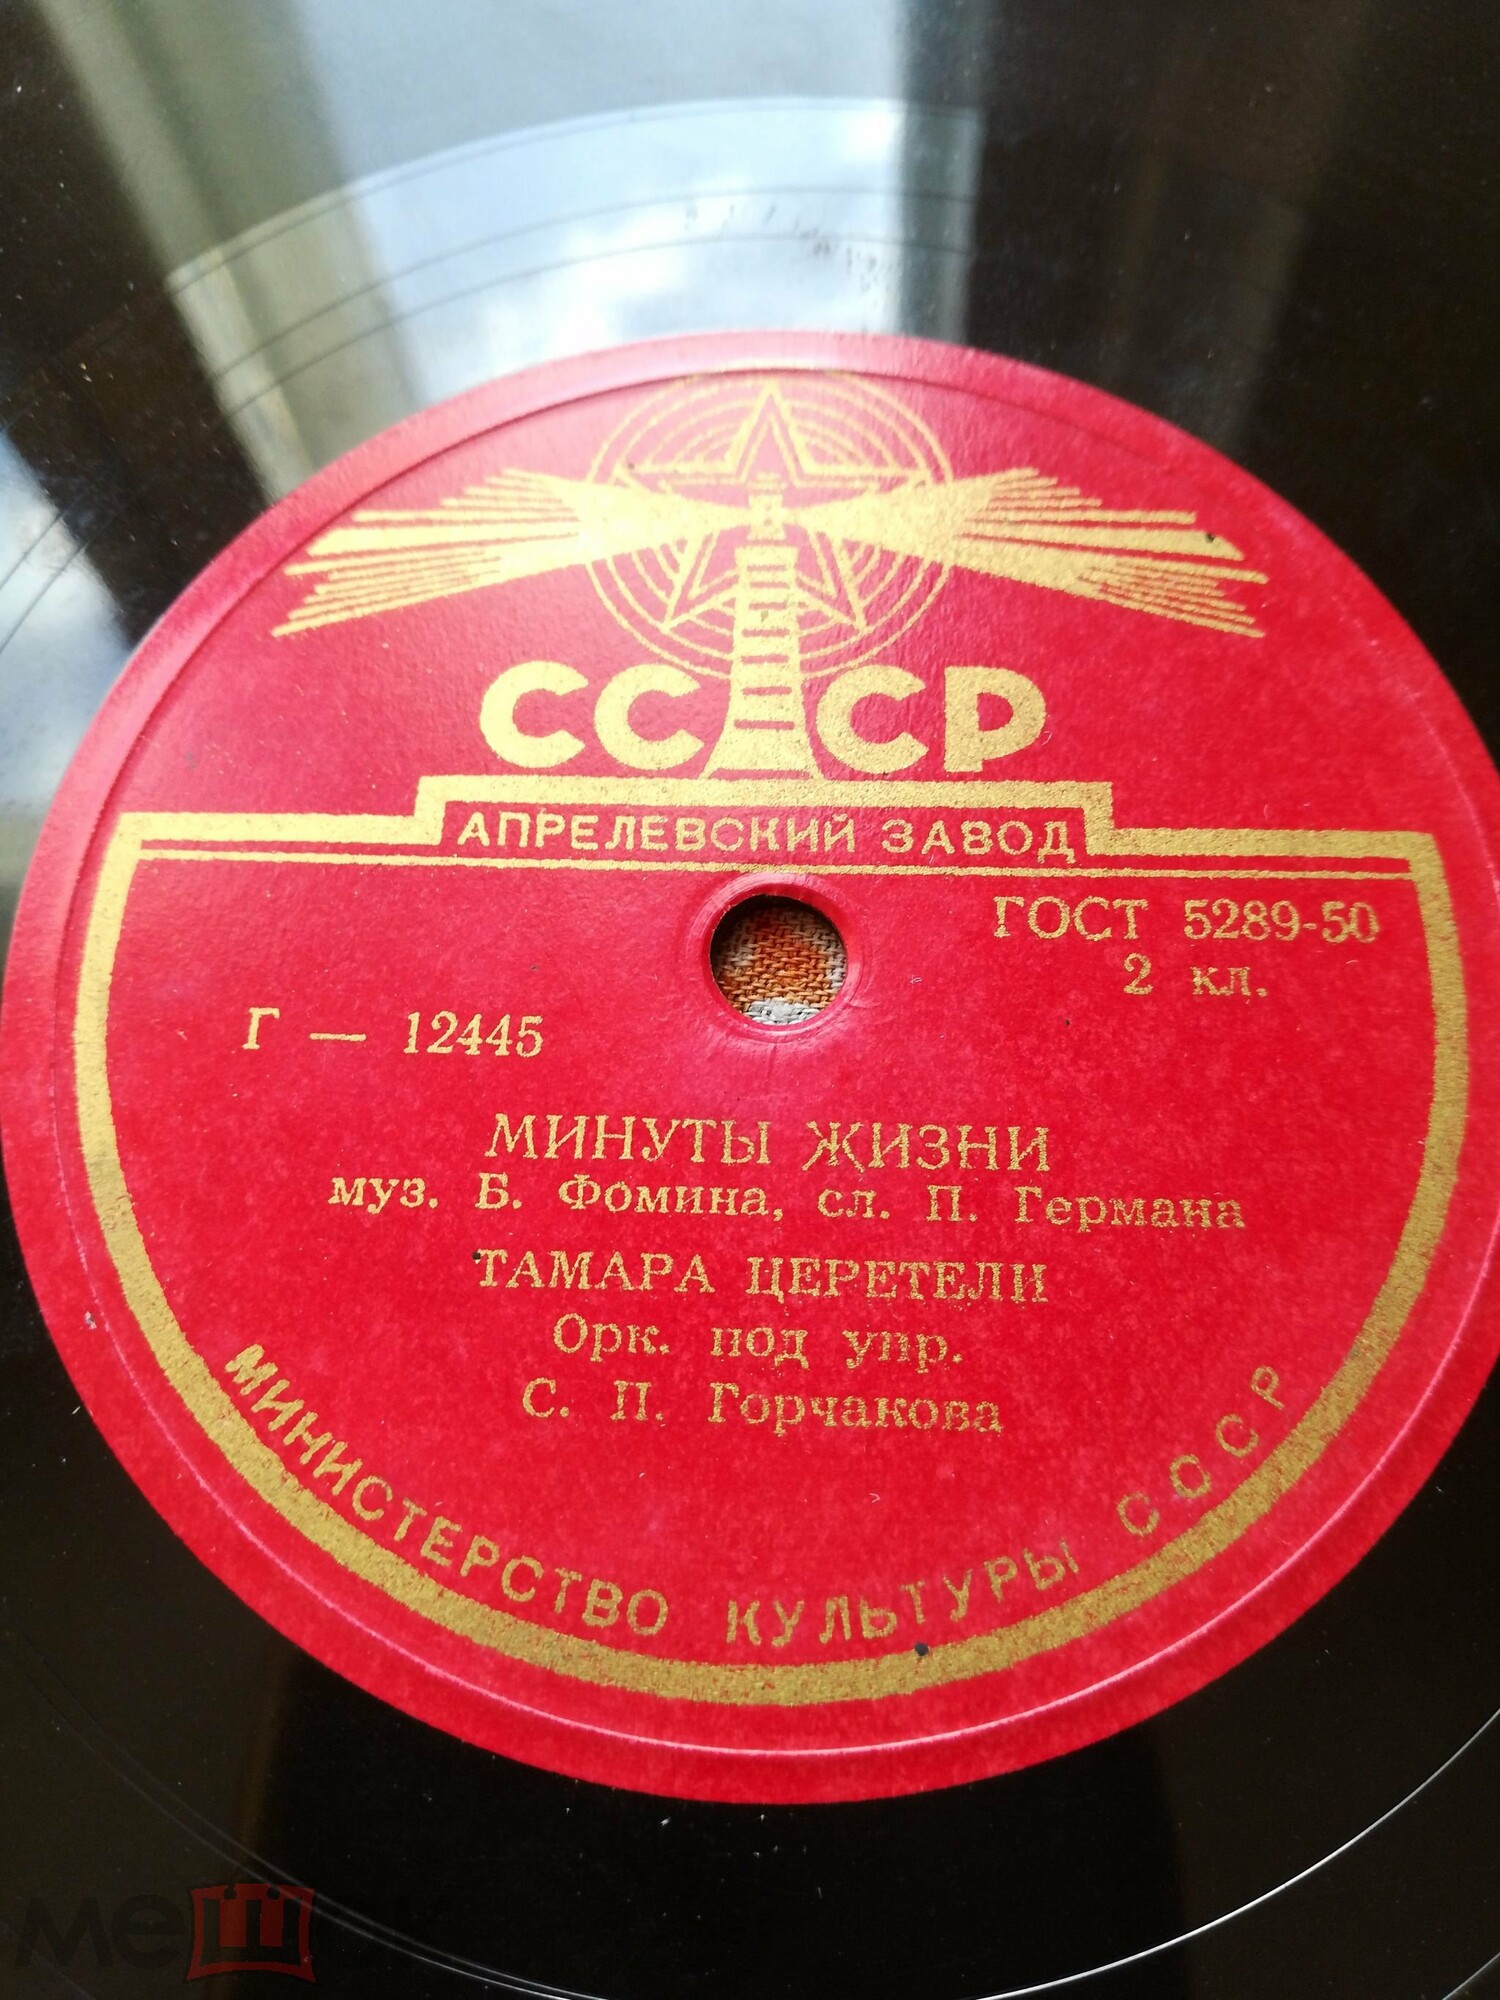 СССР
АПРЕЛЕВСКИЙ ЗАВОД
ГОСТ 5289-50
2 кл.
Г — 12445
МИНУТЫ ЖИЗНИ
муз. Б. Фомина, сл. П. Германа
ТАМАРА ЦЕРЕТЕЛИ
Орк. под упр.
С. П. Горчакова
МИНИСТЕРСТВО КУЛЬТУРЫ СССР